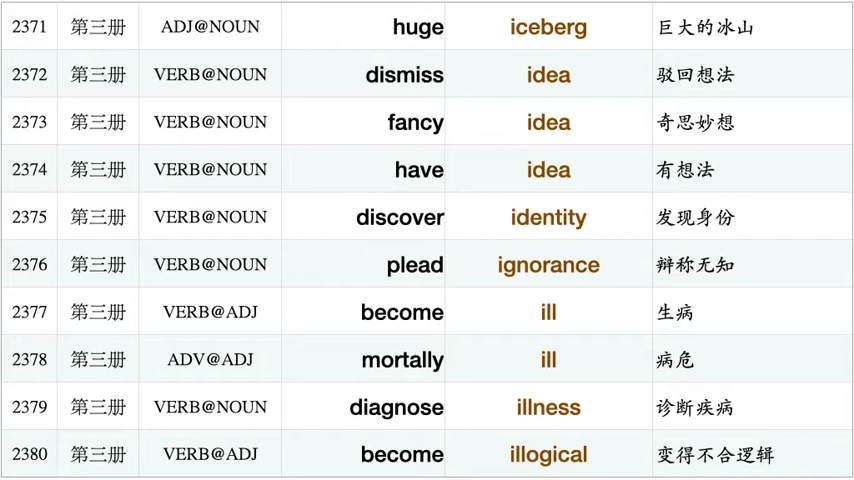 2371 第三册 ADJ@NOUN huge iceberg 巨大的冰山
2372 第三册 VERB@NOUN dismiss idea 驳回想法
2373 第三册 VERB@NOUN fancy idea 奇思妙想
2374 第三册 VERB@NOUN have idea 有想法
2375 第三册 VERB@NOUN discover identity 发现身份
2376 第三册 VERB@NOUN plead ignorance 辩称无知
2377 第三册 VERB@ADJ become ill 生病
2378 第三册 ADV@ADJ mortally ill 病危
2379 第三册 VERB@NOUN diagnose illness 诊断疾病
2380 第三册 VERB@ADJ become illogical 变得不合逻辑